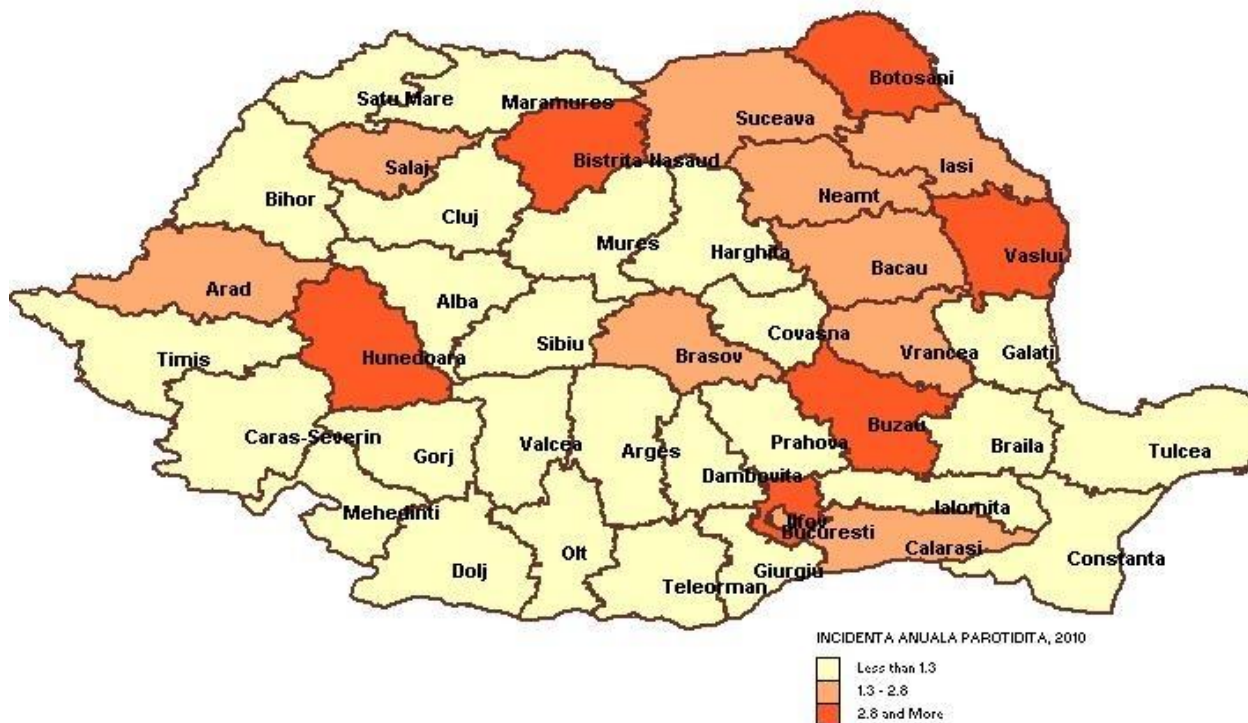 Botosani
Satu Mare
Maramures
Suceava
Bistrita Nasaud
Salaj
Iasi
Neamt
Bihor
Cluj
Mures
Harghita
Vaslui
Bacau
Arad
Alba
Covasna
Sibiu
Brasov
Vrancea
Galati
Timis
Hunedoara
Buzau
Caras-Severin
Valcea
Prahova
Braila
Gorj
Arges
Tulcea
Dambovita
Ialomita
Mehedinti
Ilfov
Bucuresti
Calarasi
Olt
Constanta
Dolj
Giurgiu
Teleorman
INCIDENTA ANUALA PAROTIDITA, 2010
Less than 1.3
1.3 - 2.8
2.8 and More